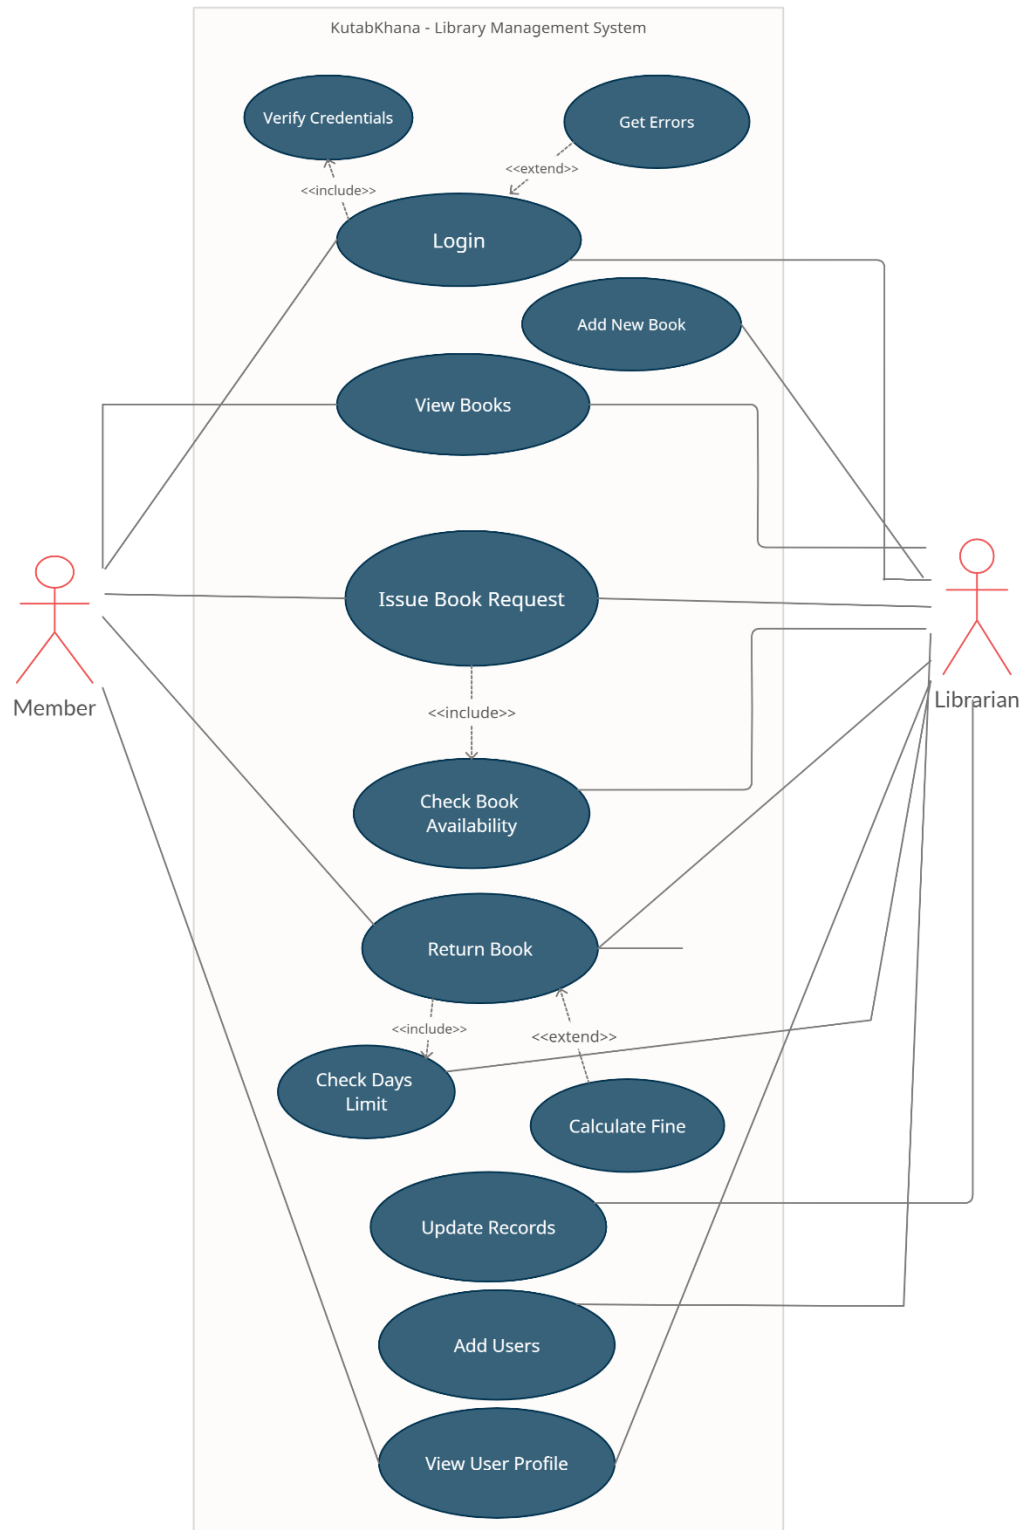 KutabKhana - Library Management System
Verify Credentials
Get Errors
<<extend>>
<<include>>
Login
Add New Book
View Books
Issue Book Request
Member
Librarian
<<include>>
Check Book
Availability
Return Book
<<include>>
<<extend>>
Check Days
Limit
Calculate Fine
Update Records
Add Users
View User Profile